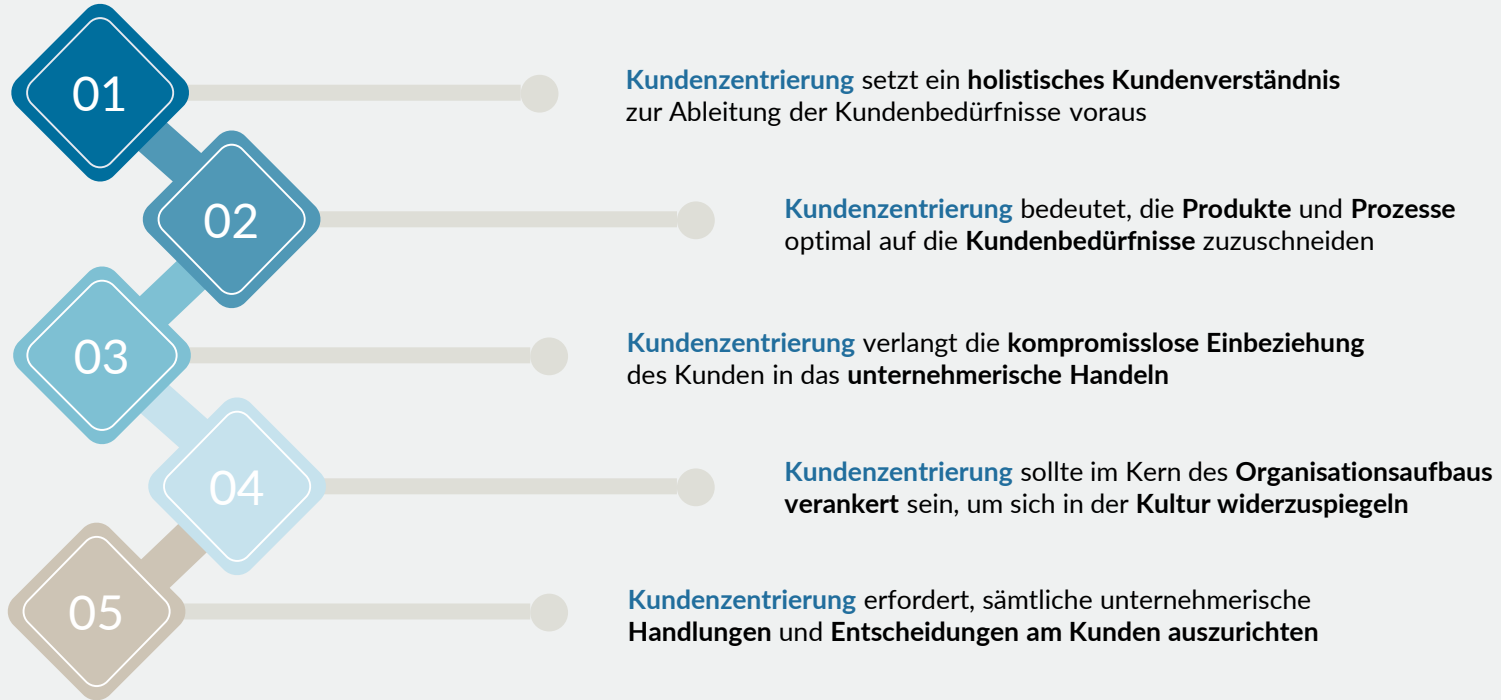 01
Kundenzentrierung setzt ein holistisches Kundenverständnis
zur Ableitung der Kundenbedürfnisse voraus
02
Kundenzentrierung bedeutet, die Produkte und Prozesse
optimal auf die Kundenbedürfnisse zuzuschneiden
03
Kundenzentrierung verlangt die kompromisslose Einbeziehung
des Kunden in das unternehmerische Handeln
04
Kundenzentrierung sollte im Kern des Organisationsaufbaus
verankert sein, um sich in der Kultur widerzuspiegeln
05
Kundenzentrierung erfordert, sämtliche unternehmerische
Handlungen und Entscheidungen am Kunden auszurichten